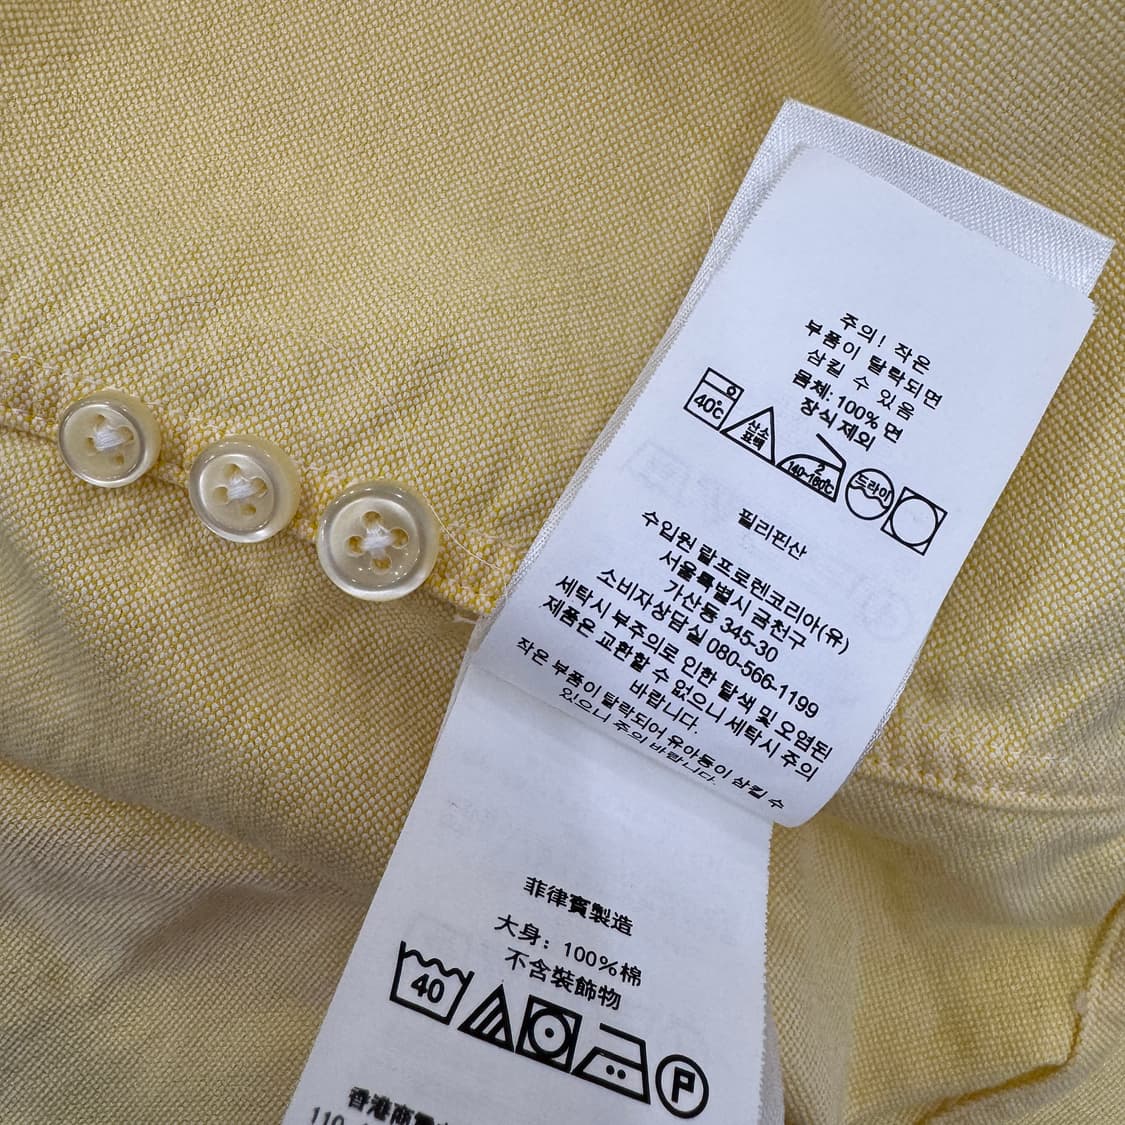 주의! 작은
부품이 탈락되면
삼킬 수 있음
몸체: 100% 면
장식 제외
40℃
산소
표백
2
140~160℃
드라이
필리핀산
수입원 랄프로렌코리아(유)
서울특별시 금천구
가산동 345-30
소비자상담실 080-566-1199
세탁시 부주의로 인한 탈색 및 오염된
제품은 교환할 수 없으니 세탁시 주의
바랍니다.
작은 부품이 탈락되어 유아동이 삼킬 수
있으니 주의 바랍니다.
菲律賓製造
大身: 100%棉
不含裝飾物
40
P
香港商
110